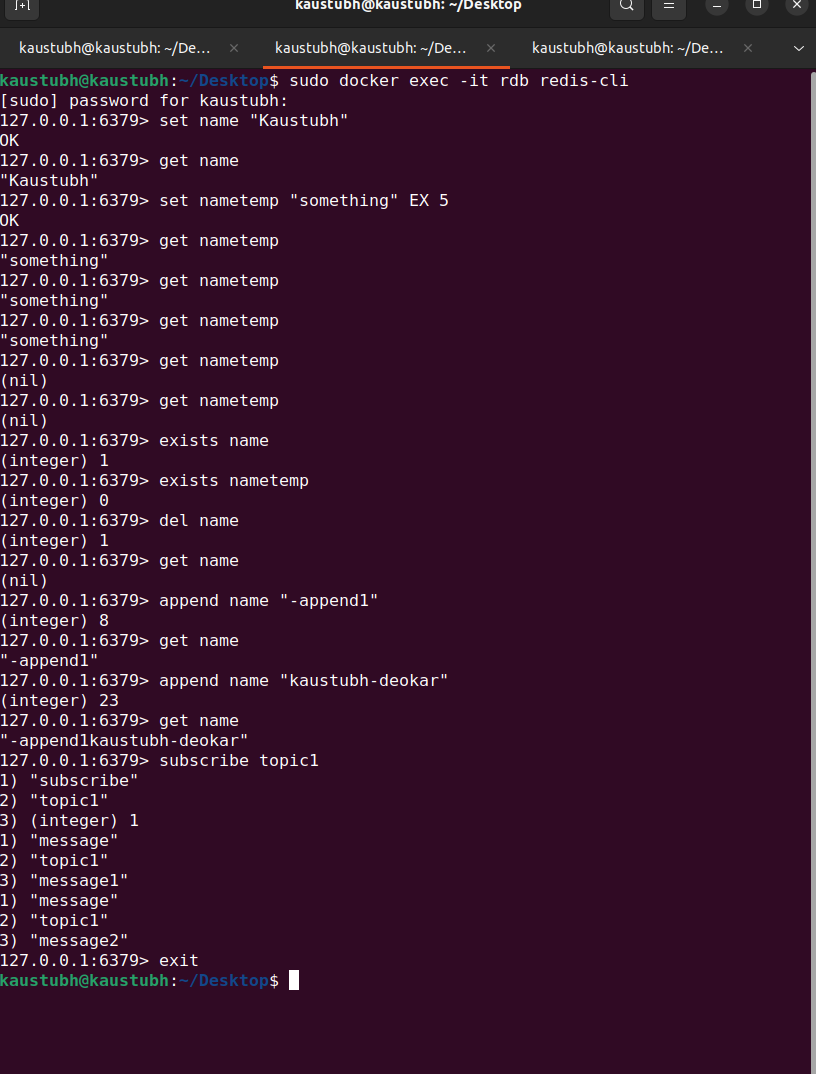 kaustubh@kaustubh: ~/Desktop
kaustubh@kaustubh: ~/De...
kaustubh@kaustubh: ~/De...
kaustubh@kaustubh: ~/De...
kaustubh@kaustubh:~/Desktop$ sudo docker exec -it rdb redis-cli
[sudo] password for kaustubh:
127.0.0.1:6379> set name "Kaustubh"
OK
127.0.0.1:6379> get name
"Kaustubh"
127.0.0.1:6379> set nametemp "something" EX 5
OK
127.0.0.1:6379> get nametemp
"something"
127.0.0.1:6379> get nametemp
"something"
127.0.0.1:6379> get nametemp
"something"
127.0.0.1:6379> get nametemp
(nil)
127.0.0.1:6379> get nametemp
(nil)
127.0.0.1:6379> exists name
(integer) 1
127.0.0.1:6379> exists nametemp
(integer) 0
127.0.0.1:6379> del name
(integer) 1
127.0.0.1:6379> get name
(nil)
127.0.0.1:6379> append name "-append1"
(integer) 8
127.0.0.1:6379> get name
"-append1"
127.0.0.1:6379> append name "kaustubh-deokar"
(integer) 23
127.0.0.1:6379> get name
"-append1kaustubh-deokar"
127.0.0.1:6379> subscribe topic1
1) "subscribe"
2) "topic1"
3) (integer) 1
1) "message"
2) "topic1"
3) "message1"
1) "message"
2) "topic1"
3) "message2"
127.0.0.1:6379> exit
kaustubh@kaustubh:~/Desktop$